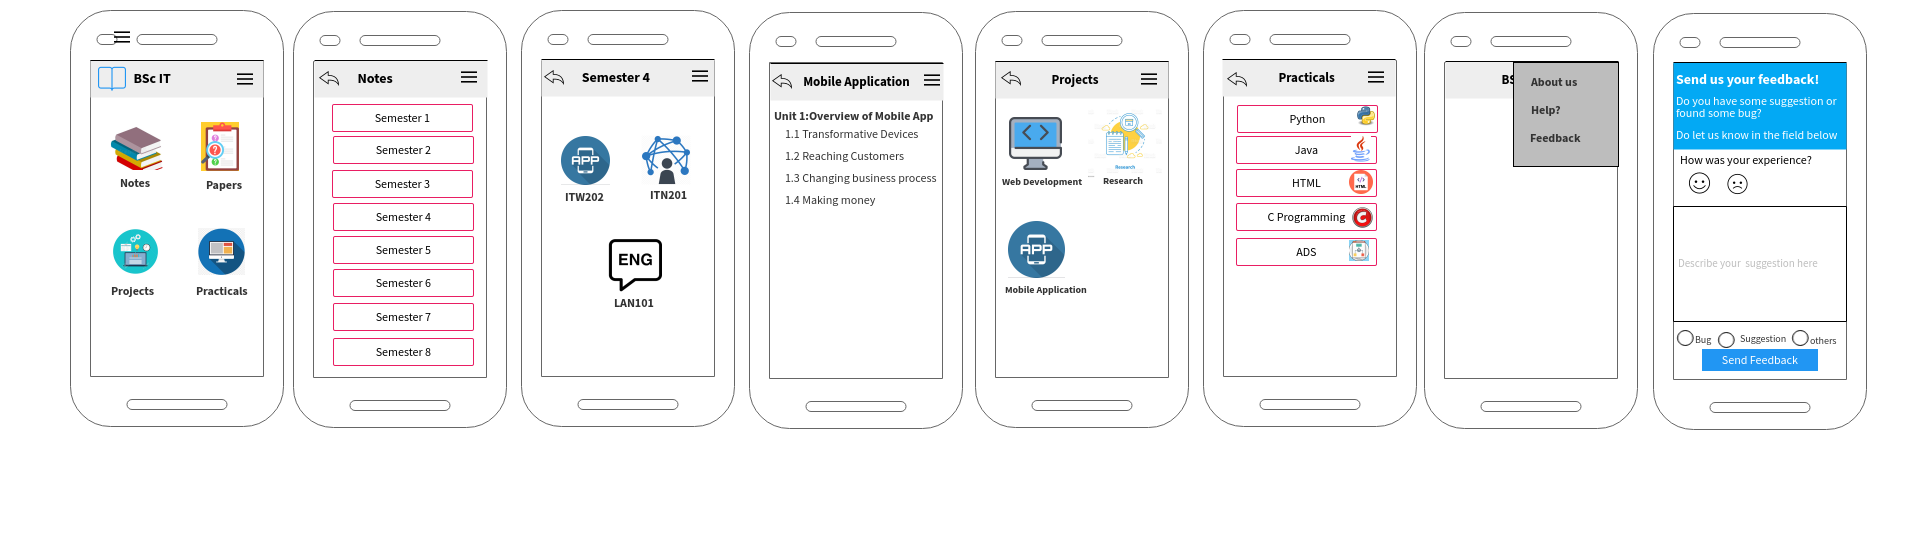 BSc IT
Notes
Papers
Projects
Practicals
Notes
Semester 1
Semester 2
Semester 3
Semester 4
Semester 5
Semester 6
Semester 7
Semester 8
Semester 4
APP
ITW202
ITN201
ENG
LAN101
Mobile Application
Unit 1:Overview of Mobile App
1.1 Transformative Devices
1.2 Reaching Customers
1.3 Changing business process
1.4 Making money
Projects
Web Development
Research
Research
APP
Mobile Application
Practicals
Python
Java
HTML
HTML
C Programming C
ADS
BS
About us
Help?
Feedback
Send us your feedback!
Do you have some suggestion or
found some bug?
Do let us know in the field below
How was your experience?
Describe your suggestion here
Bug Suggestion others
Send Feedback